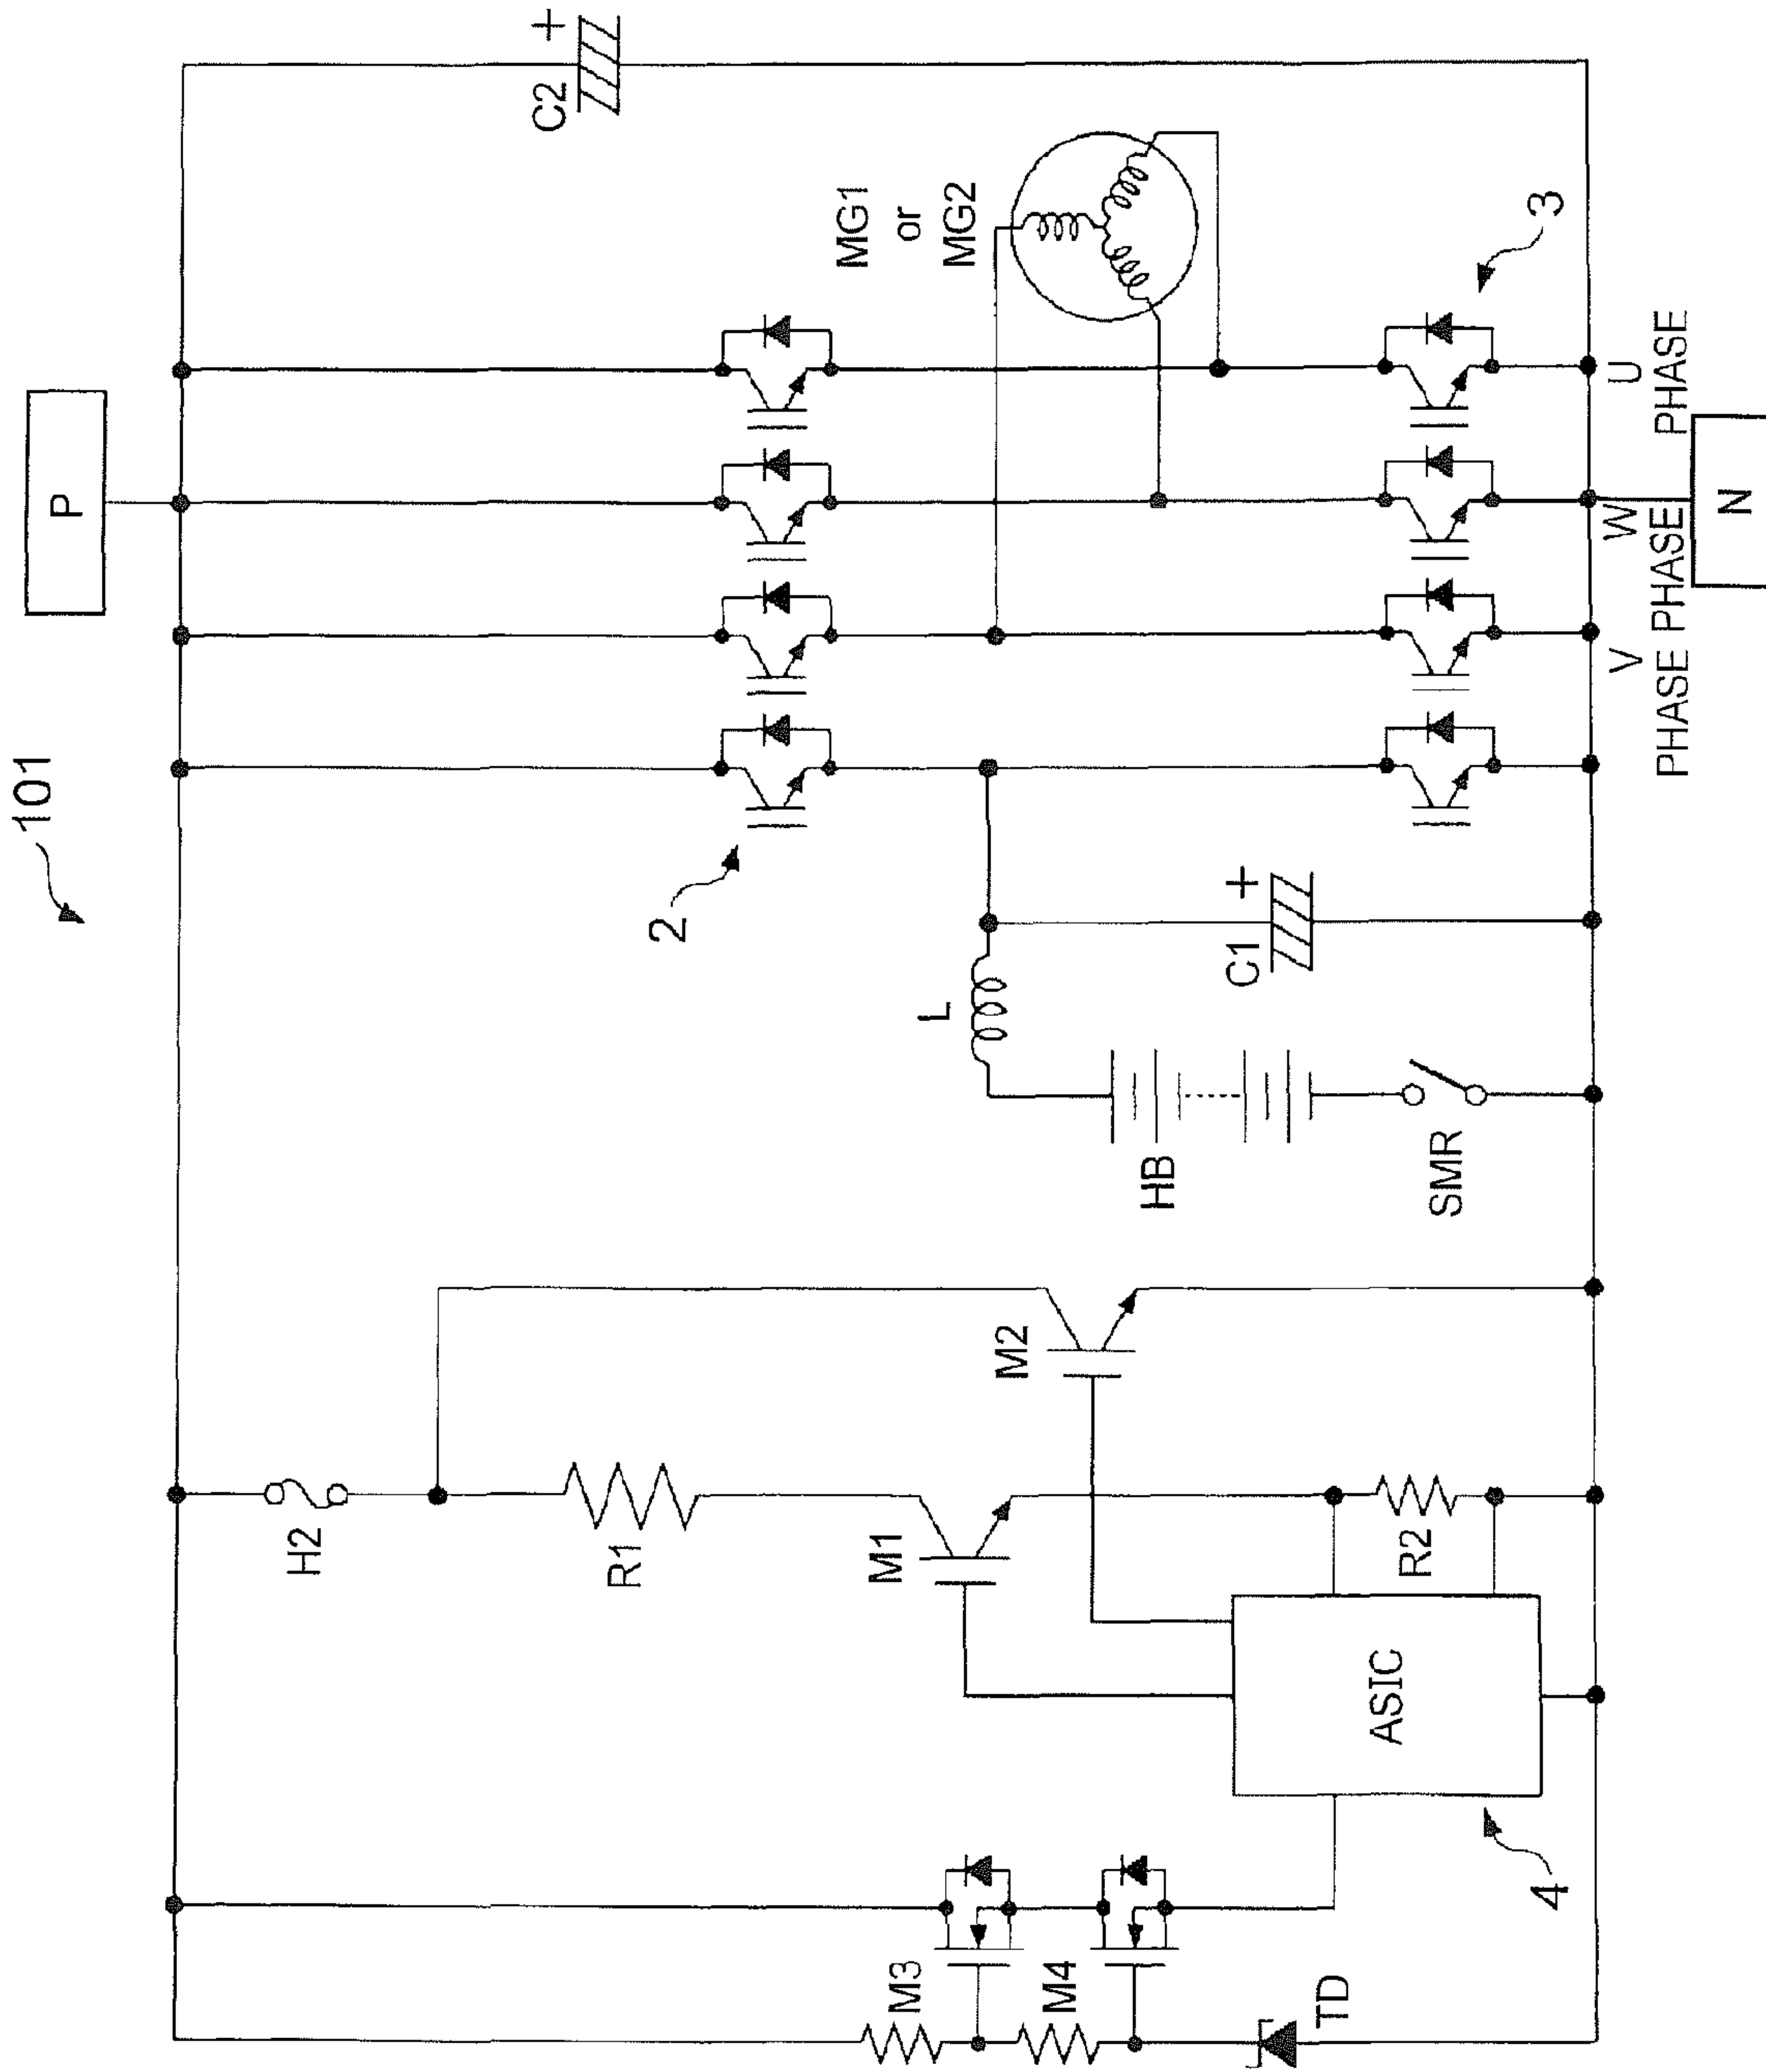 101
P
C2 +
MG1
or
MG2
2
3
L
C1 +
HB
SMR
H2
R1
M1
M2
R2
M3
M4
ASIC
4
TD
V
PHASE
W
PHASE
U
PHASE
N